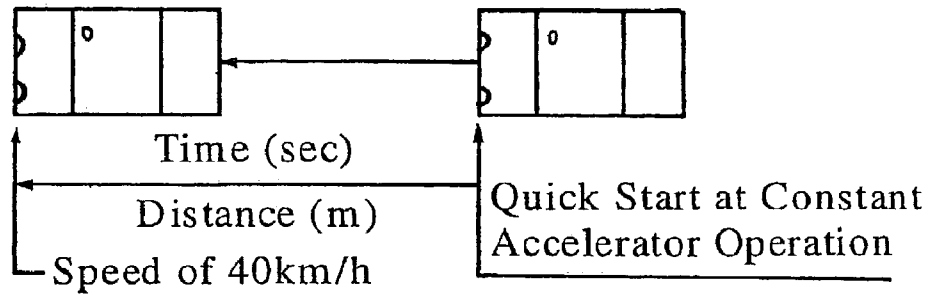 Time (sec)
Distance (m)
Speed of 40km/h
Quick Start at Constant
Accelerator Operation